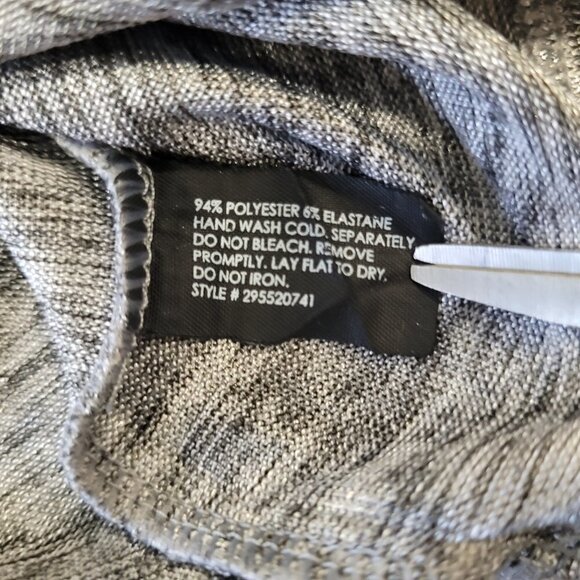 94% POLYESTER 6% ELASTANE
HAND WASH COLD. SEPARATELY
DO NOT BLEACH. REMOVE
PROMPTLY. LAY FLAT TO DRY.
DO NOT IRON.
STYLE # 295520741